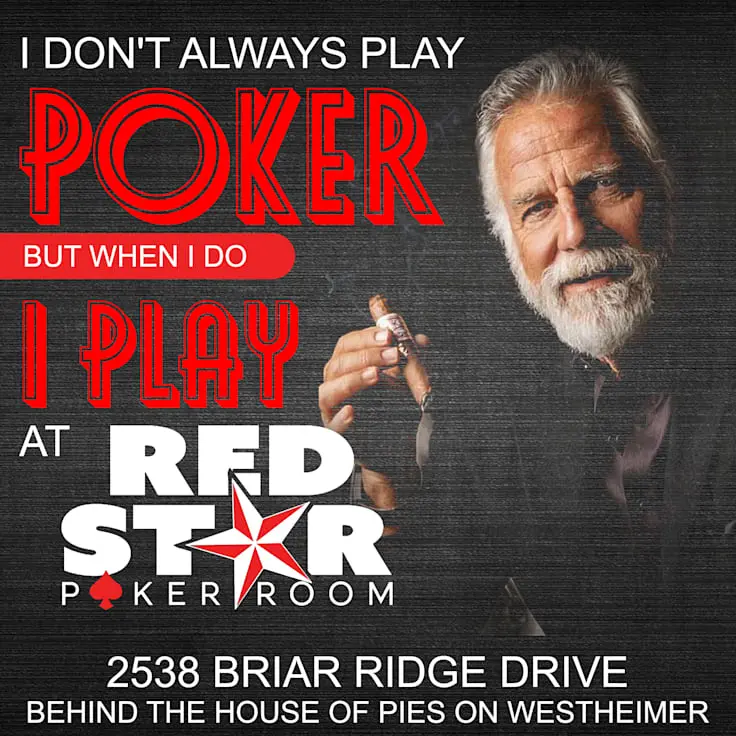 I DON'T ALWAYS PLAY
POKER
BUT WHEN I DO
I PLAY
AT RED
STAR
POKER ROOM
2538 BRIAR RIDGE DRIVE
BEHIND THE HOUSE OF PIES ON WESTHEIMER